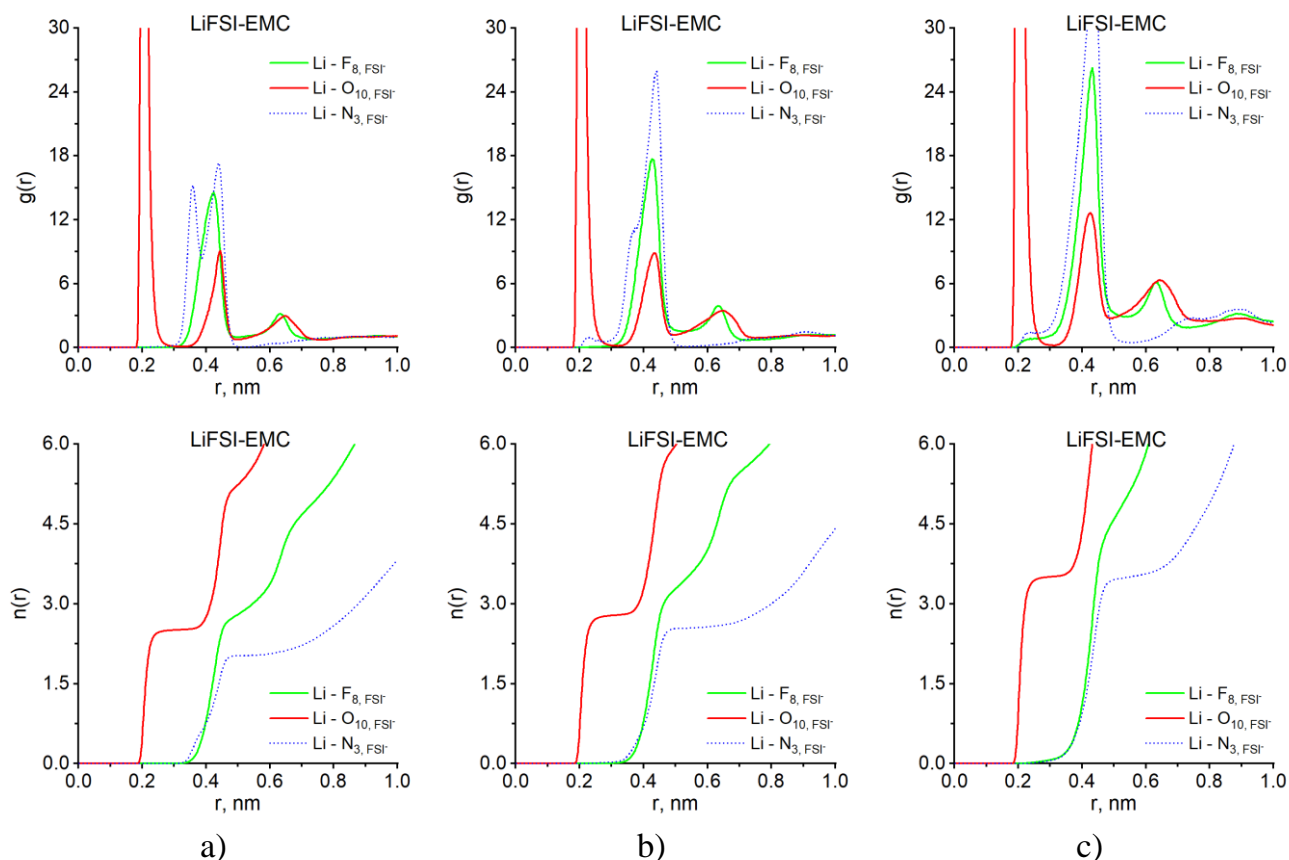 LiFSI-EMC
Li - F8, FSI-
Li - O10, FSI-
Li - N3, FSI-
g(r)
30
24
18
12
6
0
0.0 0.2 0.4 0.6 0.8 1.0
r, nm
LiFSI-EMC
Li - F8, FSI-
Li - O10, FSI-
Li - N3, FSI-
g(r)
30
24
18
12
6
0
0.0 0.2 0.4 0.6 0.8 1.0
r, nm
LiFSI-EMC
Li - F8, FSI-
Li - O10, FSI-
Li - N3, FSI-
g(r)
30
24
18
12
6
0
0.0 0.2 0.4 0.6 0.8 1.0
r, nm
LiFSI-EMC
n(r)
6.0
4.5
3.0
1.5
0.0
Li - F8, FSI-
Li - O10, FSI-
Li - N3, FSI-
0.0 0.2 0.4 0.6 0.8 1.0
r, nm
a)
LiFSI-EMC
n(r)
6.0
4.5
3.0
1.5
0.0
Li - F8, FSI-
Li - O10, FSI-
Li - N3, FSI-
0.0 0.2 0.4 0.6 0.8 1.0
r, nm
b)
LiFSI-EMC
n(r)
6.0
4.5
3.0
1.5
0.0
Li - F8, FSI-
Li - O10, FSI-
Li - N3, FSI-
0.0 0.2 0.4 0.6 0.8 1.0
r, nm
c)